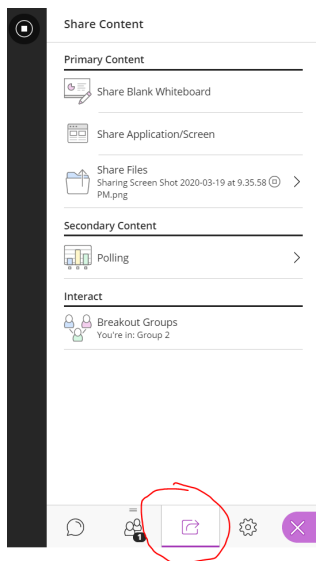 Share Content
Primary Content
Share Blank Whiteboard
Share Application/Screen
Share Files
Sharing Screen Shot 2020-03-19 at 9.35.58
PM.png
Secondary Content
Polling
Interact
Breakout Groups
You're in: Group 2
1